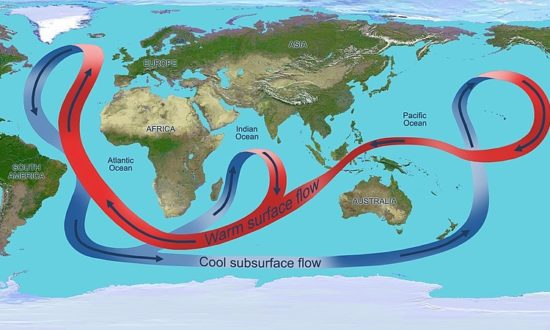 ASIA
EUROPE
AFRICA
Indian
Ocean
Pacific
Ocean
Atlantic
Ocean
SOUTH
AMERICA
AUSTRALIA
Warm surface flow
Cool subsurface flow